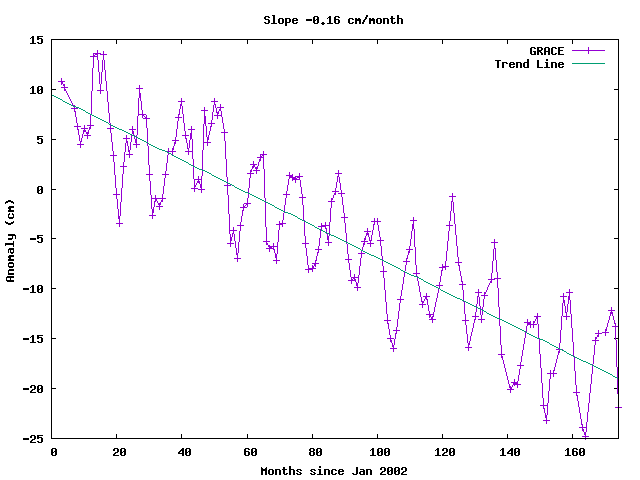 Slope -0.16 cm/month
GRACE
Trend Line
15
10
5
0
-5
-10
-15
-20
-25
Anomaly (cm)
0 20 40 60 80 100 120 140 160
Months since Jan 2002